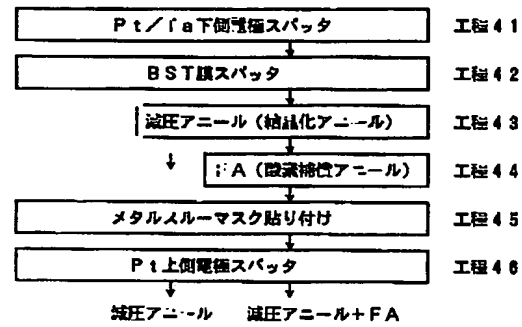 Pt/Ta下側電極スパッタ 工程41
BST膜スパッタ 工程42
減圧アニール(結晶化アニール) 工程43
FA(酸素補償アニール) 工程44
メタルスルーマスク貼り付け 工程45
Pt上側電極スパッタ 工程46
減圧アニール 減圧アニール+FA